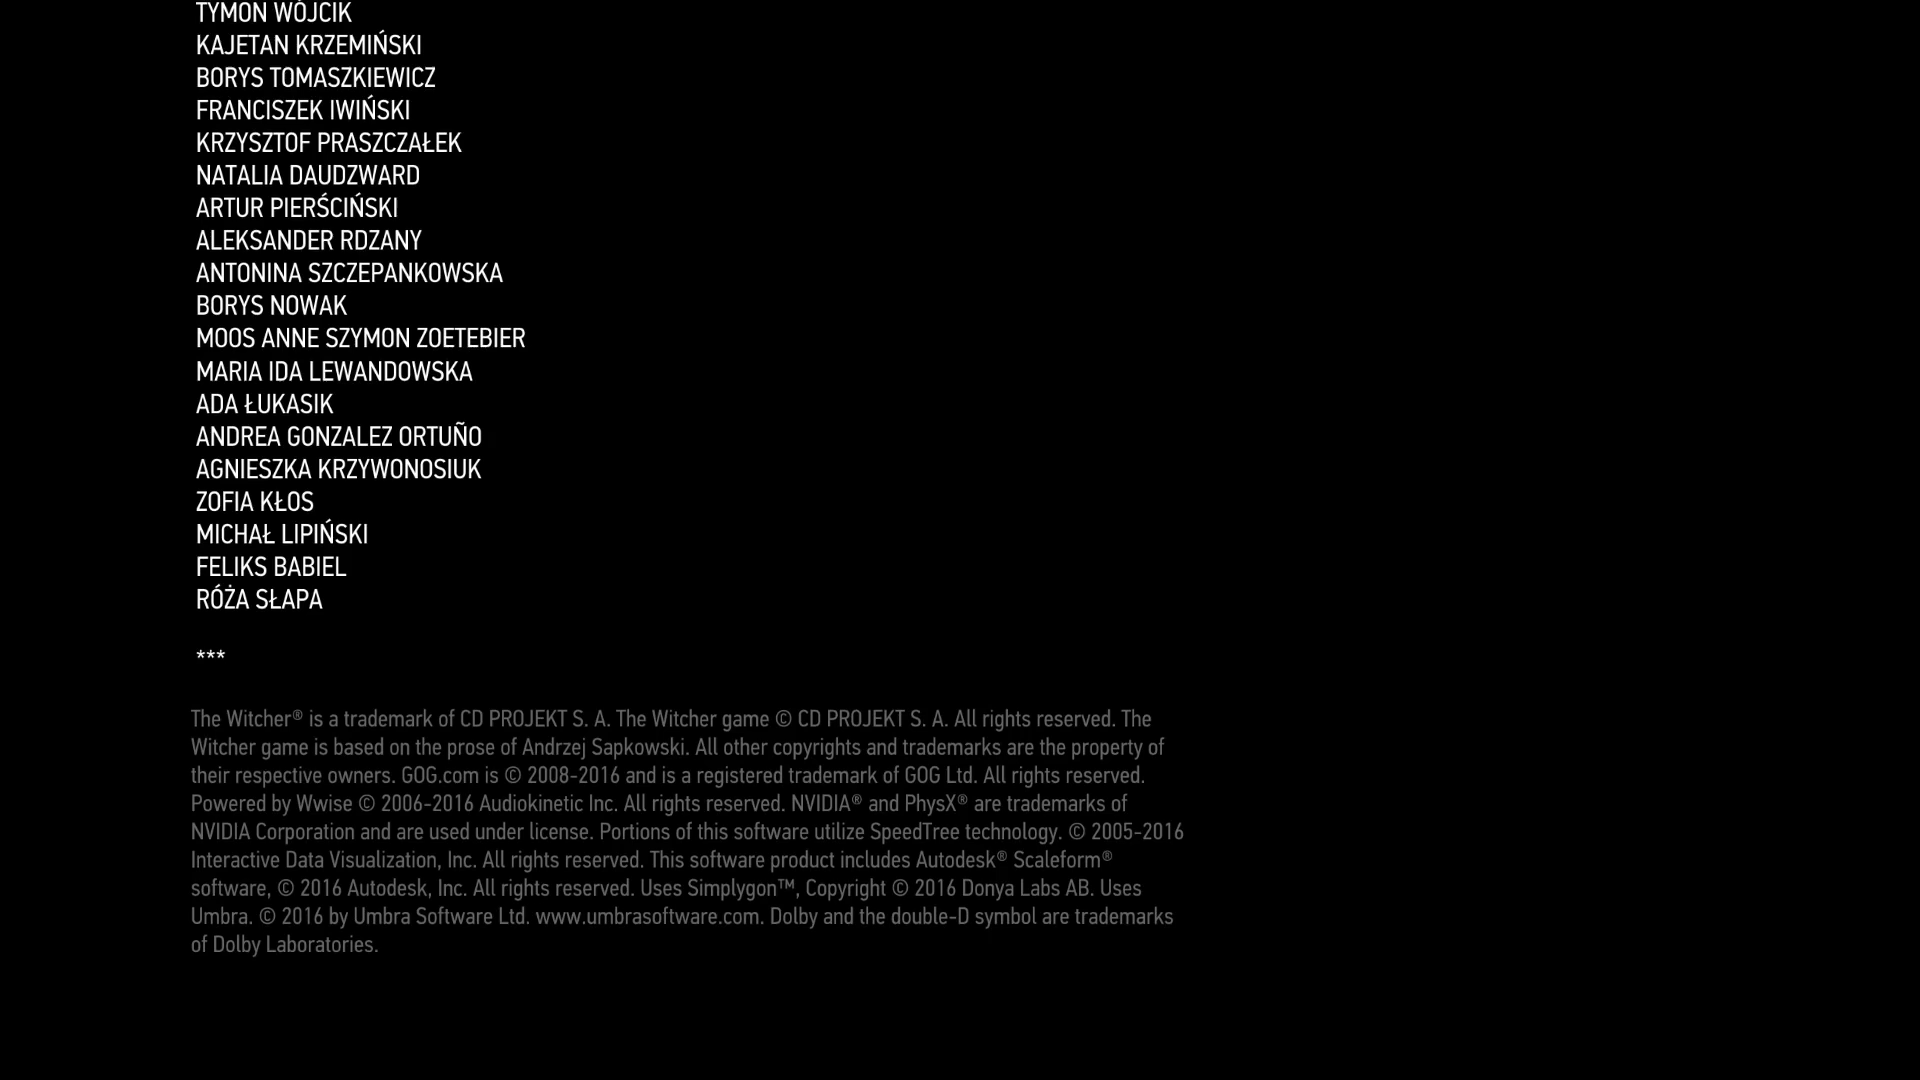 TYMON WÓJCIK
KAJETAN KRZEMIŃSKI
BORYS TOMASZKIEWICZ
FRANCISZEK IWIŃSKI
KRZYSZTOF PRASZCZAŁEK
NATALIA DAUDZWARD
ARTUR PIERŚCIŃSKI
ALEKSANDER RDZANY
ANTONINA SZCZEPANKOWSKA
BORYS NOWAK
MOOS ANNE SZYMON ZOETEBIER
MARIA IDA LEWANDOWSKA
ADA ŁUKASIK
ANDREA GONZALEZ ORTUÑO
AGNIESZKA KRZYWONOSIUK
ZOFIA KŁOS
MICHAŁ LIPIŃSKI
FELIKS BABIEL
RÓŻA SŁAPA
***
The Witcher® is a trademark of CD PROJEKT S. A. The Witcher game © CD PROJEKT S. A. All rights reserved. The
Witcher game is based on the prose of Andrzej Sapkowski. All other copyrights and trademarks are the property of
their respective owners. GOG.com is © 2008-2016 and is a registered trademark of GOG Ltd. All rights reserved.
Powered by Wwise © 2006-2016 Audiokinetic Inc. All rights reserved. NVIDIA® and PhysX® are trademarks of
NVIDIA Corporation and are used under license. Portions of this software utilize SpeedTree technology. © 2005-2016
Interactive Data Visualization, Inc. All rights reserved. This software product includes Autodesk® Scaleform®
software, © 2016 Autodesk, Inc. All rights reserved. Uses Simplygon™, Copyright © 2016 Donya Labs AB. Uses
Umbra. © 2016 by Umbra Software Ltd. www.umbrasoftware.com. Dolby and the double-D symbol are trademarks
of Dolby Laboratories.